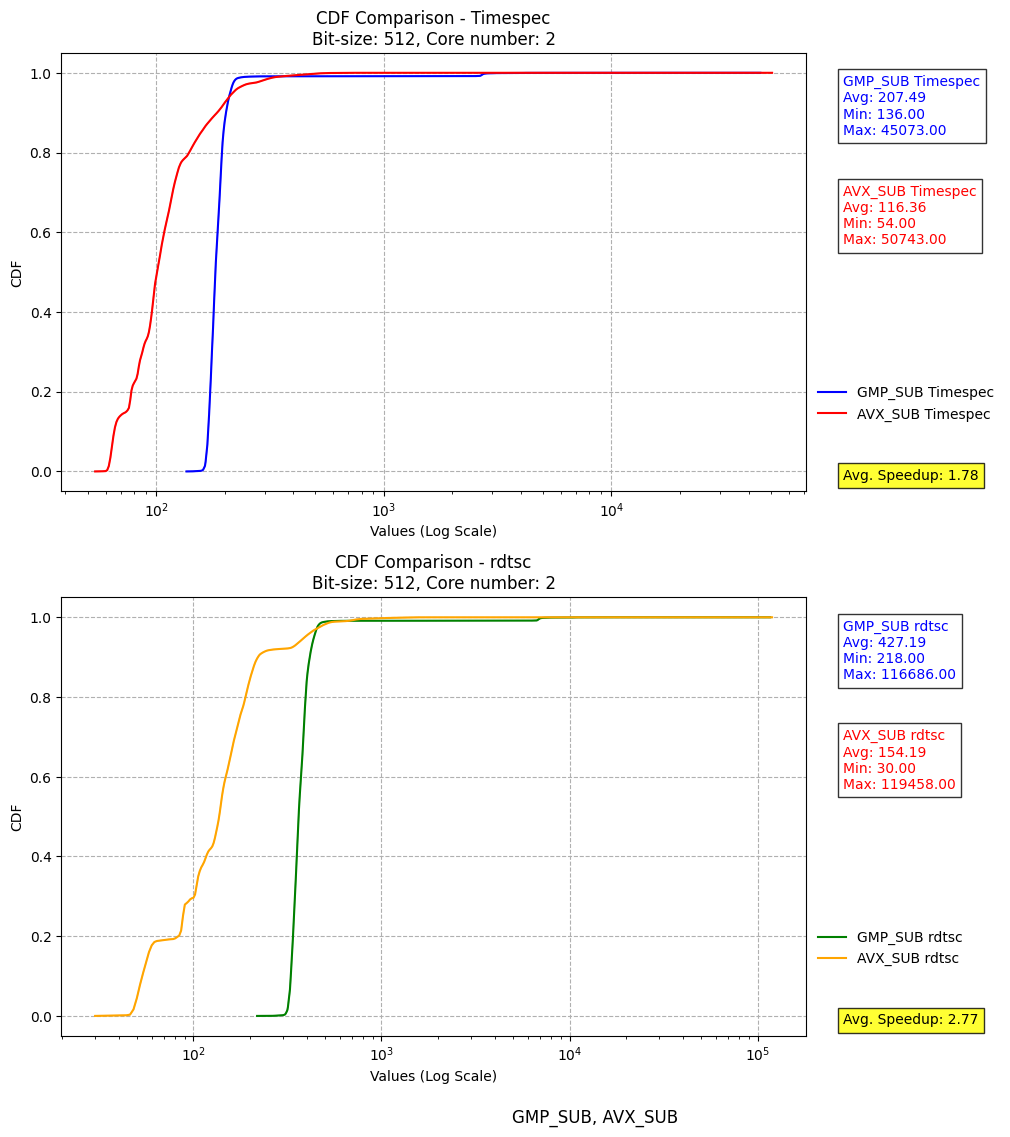 CDF Comparison - Timespec
Bit-size: 512, Core number: 2
1.0
0.8
0.6
0.4
0.2
0.0
CDF
10²
10³
10⁴
Values (Log Scale)
GMP_SUB Timespec
Avg: 207.49
Min: 136.00
Max: 45073.00
AVX_SUB Timespec
Avg: 116.36
Min: 54.00
Max: 50743.00
GMP_SUB Timespec
AVX_SUB Timespec
Avg. Speedup: 1.78
CDF Comparison - rdtsc
Bit-size: 512, Core number: 2
1.0
0.8
0.6
0.4
0.2
0.0
CDF
10²
10³
10⁴
10⁵
Values (Log Scale)
GMP_SUB rdtsc
Avg: 427.19
Min: 218.00
Max: 116686.00
AVX_SUB rdtsc
Avg: 154.19
Min: 30.00
Max: 119458.00
GMP_SUB rdtsc
AVX_SUB rdtsc
Avg. Speedup: 2.77
GMP_SUB, AVX_SUB